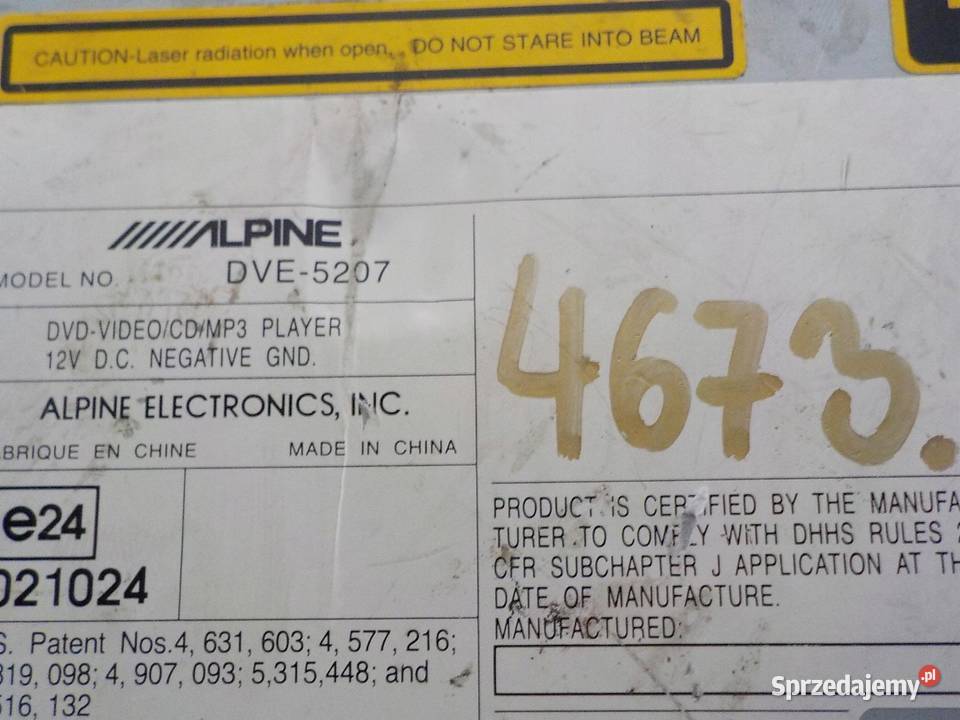 CAUTION-Laser radiation when open, DO NOT STARE INTO BEAM
ALPINE
MODEL NO. DVE-5207
DVD-VIDEO/CD/MP3 PLAYER
12V D.C. NEGATIVE GND.
ALPINE ELECTRONICS, INC.
ABRIQUE EN CHINE MADE IN CHINA
e24
021024
S. Patent Nos.4, 631, 603; 4, 577, 216;
319, 098; 4, 907, 093; 5,315,448; and
516, 132
4673.
PRODUCT IS CERTIFIED BY THE MANUFA
TURER TO COMPLY WITH DHHS RULES 2
CFR SUBCHAPTER J APPLICATION AT TH
DATE OF MANUFACTURE.
MANUFACTURED:
Sprzedajemy.pl